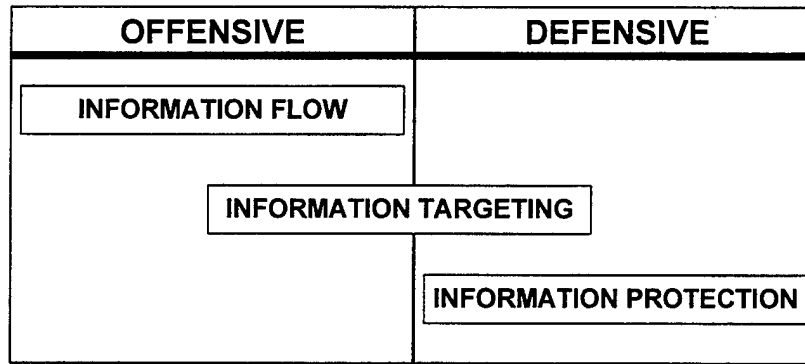 OFFENSIVE DEFENSIVE
INFORMATION FLOW
INFORMATION TARGETING
INFORMATION PROTECTION